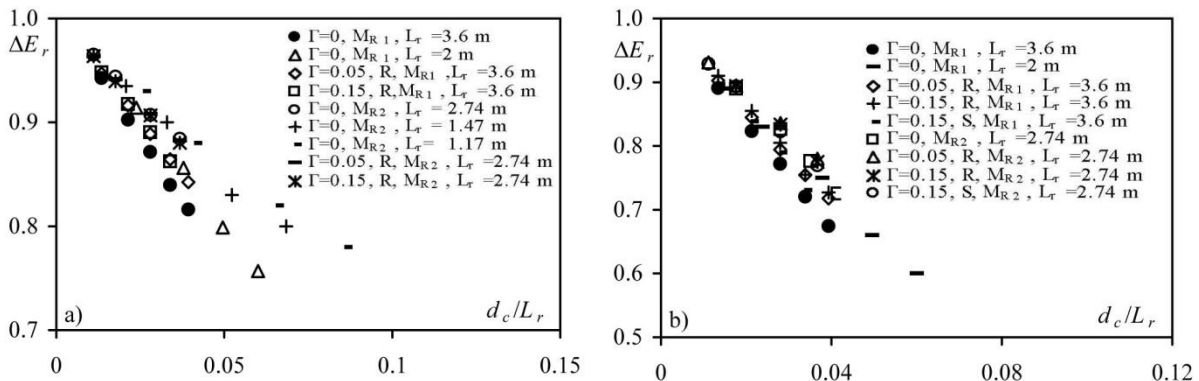 1.0
ΔE_r
0.9
0.8
0.7
0
0.05
0.1
0.15
a)
d_c/L_r
Γ=0, M_R1, L_r=3.6 m
Γ=0, M_R1, L_r=2 m
Γ=0.05, R, M_R1, L_r=3.6 m
Γ=0.15, R, M_R1, L_r=3.6 m
Γ=0, M_R2, L_r=2.74 m
Γ=0, M_R2, L_r= 1.47 m
Γ=0, M_R2, L_r= 1.17 m
Γ=0.05, R, M_R2, L_r=2.74 m
Γ=0.15, R, M_R2, L_r=2.74 m
1.0
ΔE_r
0.9
0.8
0.7
0.6
0.5
0
0.04
0.08
0.12
b)
d_c/L_r
Γ=0, M_R1, L_r=3.6 m
Γ=0, M_R1, L_r=2 m
Γ=0.05, R, M_R1, L_r=3.6 m
Γ=0.15, R, M_R1, L_r=3.6 m
Γ=0.15, S, M_R1, L_r=3.6 m
Γ=0, M_R2, L_r=2.74 m
Γ=0.05, R, M_R2, L_r=2.74 m
Γ=0.15, R, M_R2, L_r=2.74 m
Γ=0.15, S, M_R2, L_r=2.74 m